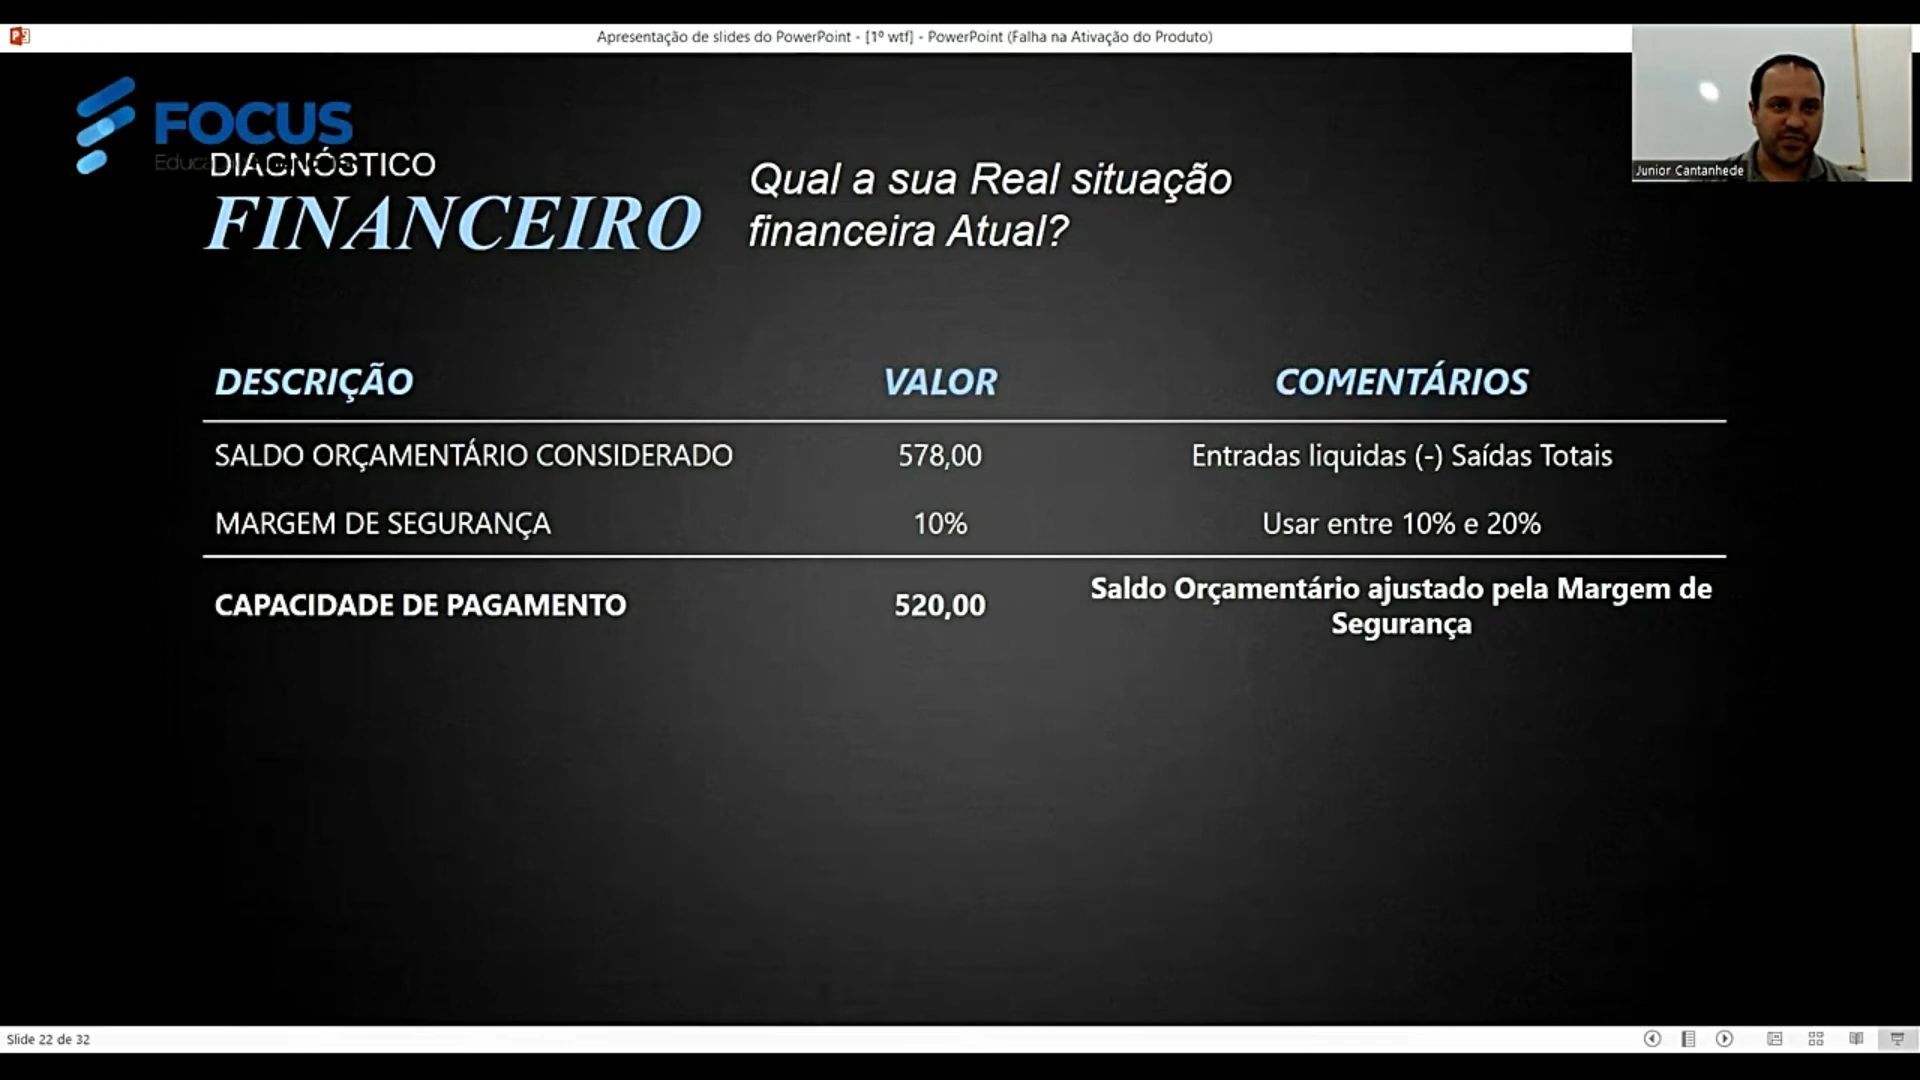 Apresentação de slides do PowerPoint - [1º wtf] - PowerPoint (Falha na Ativação do Produto)
Junior Cantanhede
FOCUS
DIAGNÓSTICO
FINANCEIRO
Qual a sua Real situação
financeira Atual?
DESCRIÇÃO VALOR COMENTÁRIOS
SALDO ORÇAMENTÁRIO CONSIDERADO 578,00 Entradas liquidas (-) Saídas Totais
MARGEM DE SEGURANÇA 10% Usar entre 10% e 20%
CAPACIDADE DE PAGAMENTO 520,00 Saldo Orçamentário ajustado pela Margem de
Segurança
Slide 22 de 32